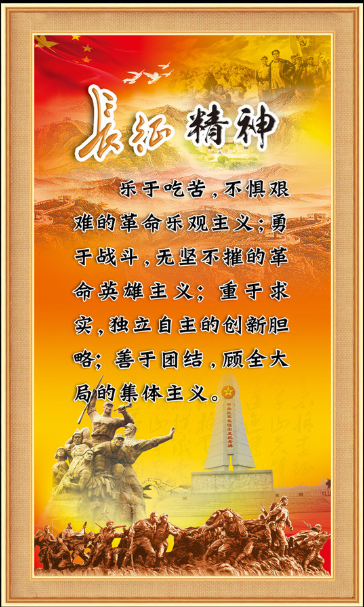 長征 精神
乐于吃苦,不惧艰
难的革命乐观主义;勇
于战斗,无坚不摧的革
命英雄主义; 重于求
实,独立自主的创新胆
略; 善于团结,顾全大
局的集体主义。